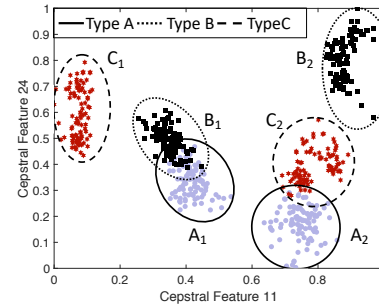 Type A Type B TypeC
1
0.9
0.8
0.7
0.6
0.5
0.4
0.3
0.2
0.1
0
Cepstral Feature 24
C1
B1
B2
C2
A1
A2
0 0.2 0.4 0.6 0.8
Cepstral Feature 11